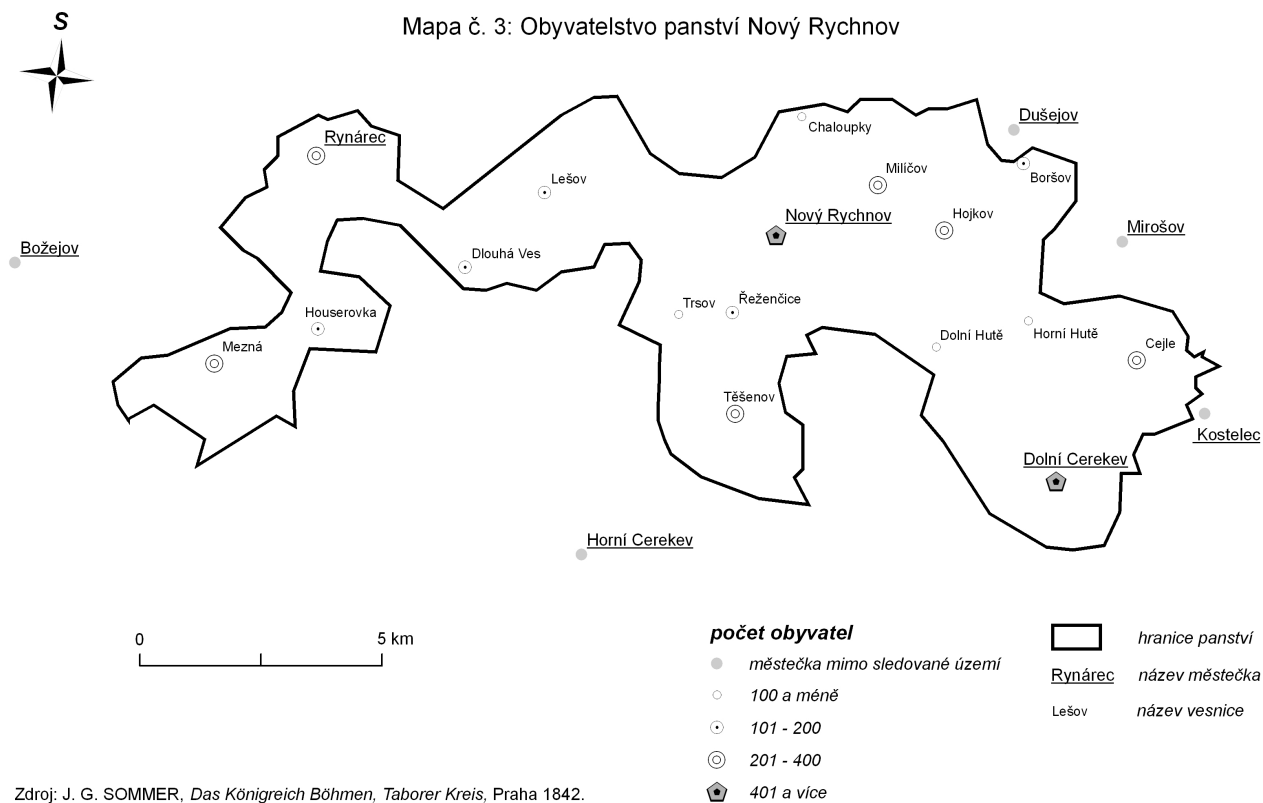 Mapa č. 3: Obyvatelstvo panství Nový Rychnov
S
Dušejov
Chaloupky
Rynárec
Milíčov
Boršov
Lešov
Nový Rychnov
Hojkov
Mirošov
Božejov
Dlouhá Ves
Trsov
Řeženčice
Houserovka
Dolní Hutě
Horní Hutě
Cejle
Mezná
Těšenov
Kostelec
Dolní Cerekev
Horní Cerekev
0 5 km
počet obyvatel
městečka mimo sledované území
100 a méně
101 - 200
201 - 400
401 a více
hranice panství
Rynárec název městečka
Lešov název vesnice
Zdroj: J. G. SOMMER, Das Königreich Böhmen, Taborer Kreis, Praha 1842.